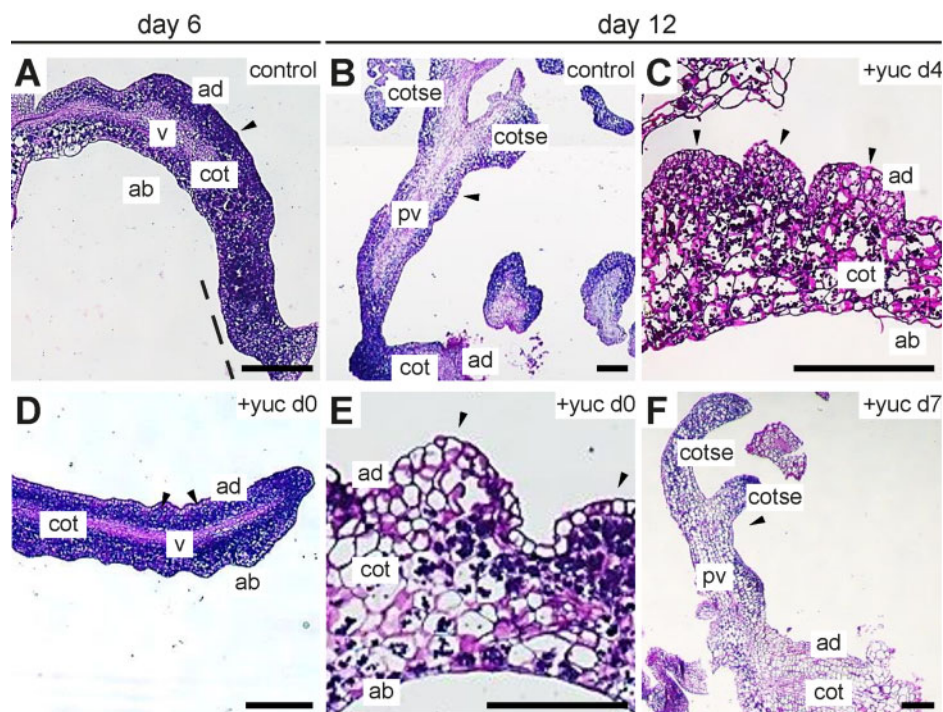 day 6
day 12
A
control
ad
v
cot
ab
B
control
cotse
cotse
pv
cot
ad
C
+yuc d4
ad
cot
ab
D
+yuc d0
ad
cot
v
ab
E
+yuc d0
ad
cot
ab
F
+yuc d7
cotse
cotse
pv
ad
cot